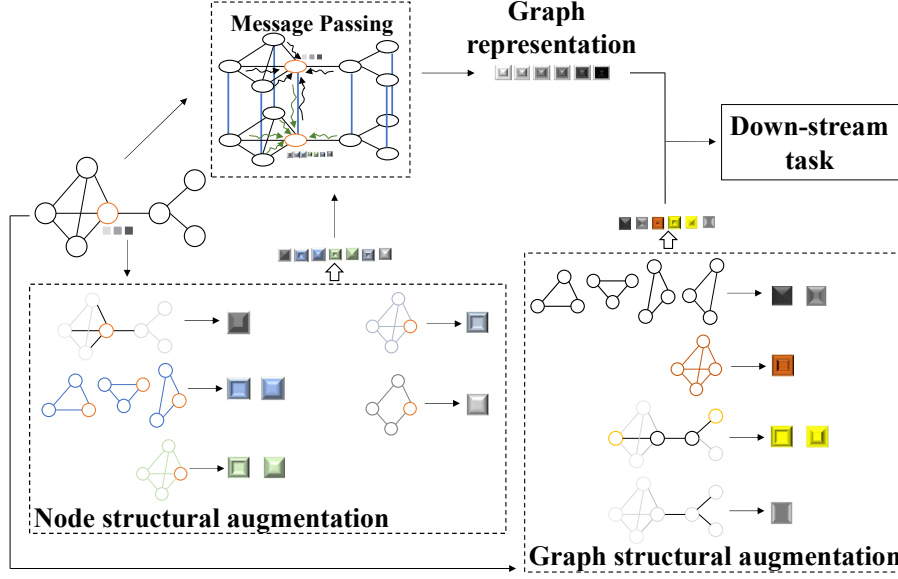 Message Passing
Graph
representation
Down-stream
task
Node structural augmentation
Graph structural augmentation